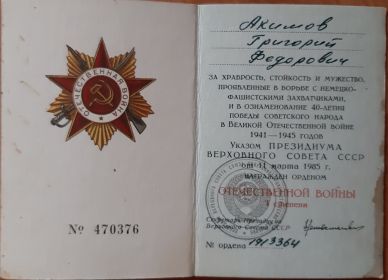 ОТЕЧЕСТВЕННАЯ ВОЙНА
№ 470376
Акимов
Григорий
Федорович
ЗА ХРАБРОСТЬ, СТОЙКОСТЬ И МУЖЕСТВО,
ПРОЯВЛЕННЫЕ В БОРЬБЕ С НЕМЕЦКО-
ФАШИСТСКИМИ ЗАХВАТЧИКАМИ,
И В ОЗНАМЕНОВАНИЕ 40-ЛЕТИЯ
ПОБЕДЫ СОВЕТСКОГО НАРОДА
В ВЕЛИКОЙ ОТЕЧЕСТВЕННОЙ ВОЙНЕ
1941—1945 ГОДОВ
УКАЗОМ ПРЕЗИДИУМА
ВЕРХОВНОГО СОВЕТА СССР
от 11 марта 1985 г.
НАГРАЖДЕН ОРДЕНОМ
ОТЕЧЕСТВЕННОЙ ВОЙНЫ
I степени
Секретарь Президиума
Верховного Совета СССР
№ ордена 1913364